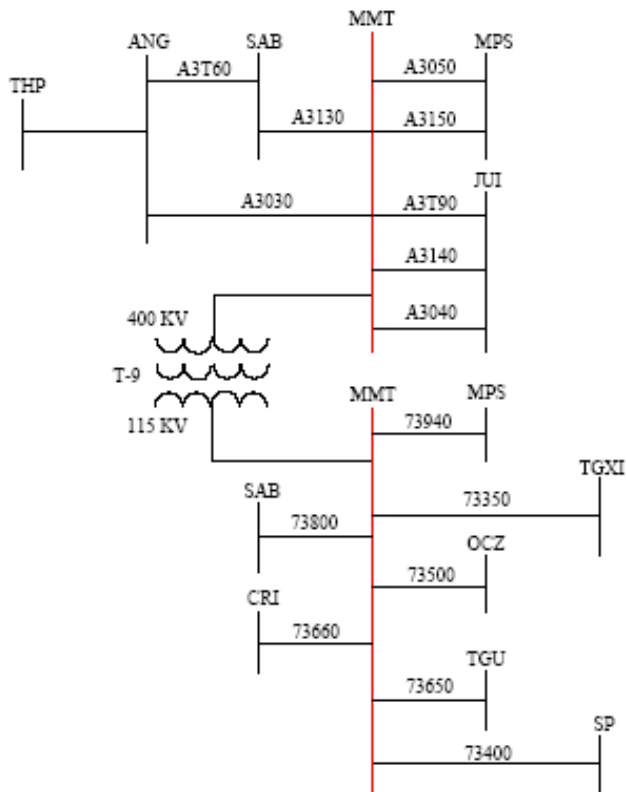 MMT
ANG
SAB
MPS
A3T60
A3050
THP
A3130
A3150
JUI
A3030
A3T90
A3140
400 KV
A3040
T-9
MMT
MPS
115 KV
73940
TGXI
SAB
73350
73800
OCZ
73500
CRI
73660
TGU
73650
SP
73400